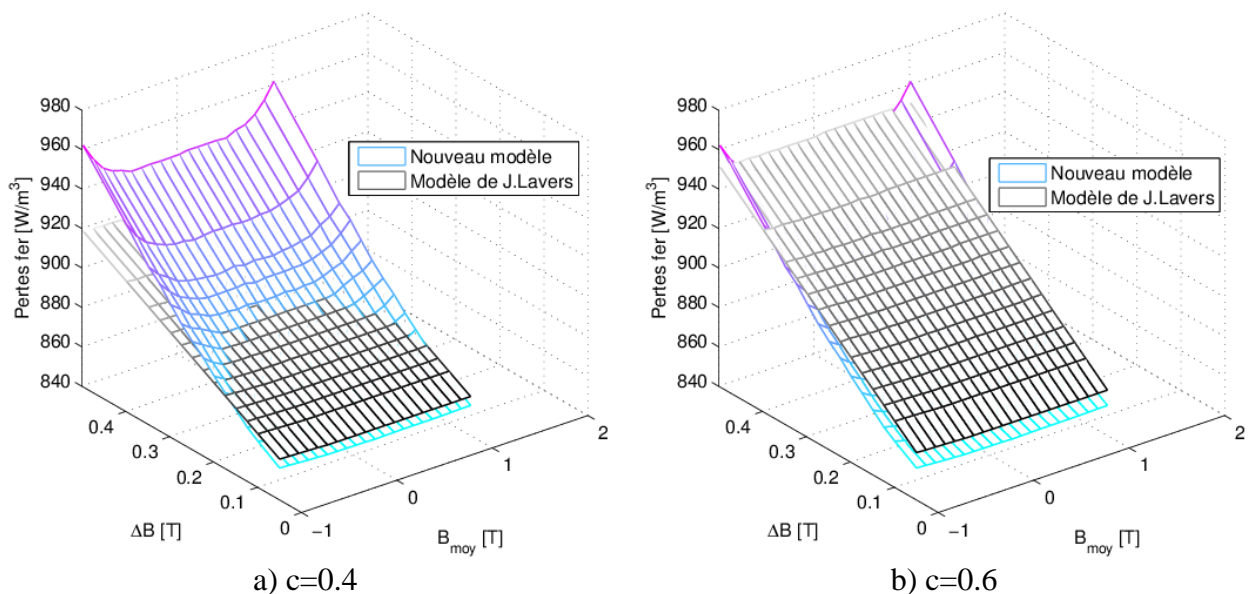 980
960
940
920
900
880
860
840
Pertes fer [W/m³]
0.4
0.3
0.2
0.1
0
ΔB [T]
−1
0
1
2
B_moy [T]
Nouveau modèle
Modèle de J.Lavers
a) c=0.4
980
960
940
920
900
880
860
840
Pertes fer [W/m³]
0.4
0.3
0.2
0.1
0
ΔB [T]
−1
0
1
2
B_moy [T]
Nouveau modèle
Modèle de J.Lavers
b) c=0.6